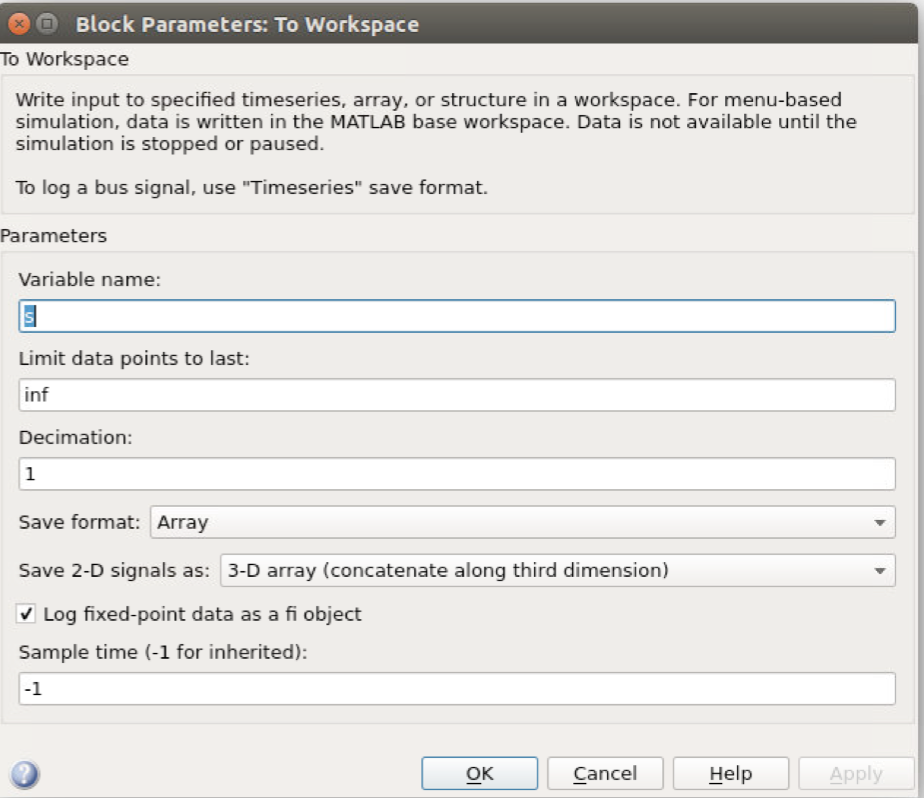 Block Parameters: To Workspace
To Workspace
Write input to specified timeseries, array, or structure in a workspace. For menu-based
simulation, data is written in the MATLAB base workspace. Data is not available until the
simulation is stopped or paused.
To log a bus signal, use "Timeseries" save format.
Parameters
Variable name:
s
Limit data points to last:
inf
Decimation:
1
Save format: Array
Save 2-D signals as: 3-D array (concatenate along third dimension)
Log fixed-point data as a fi object
Sample time (-1 for inherited):
-1
? OK Cancel Help Apply